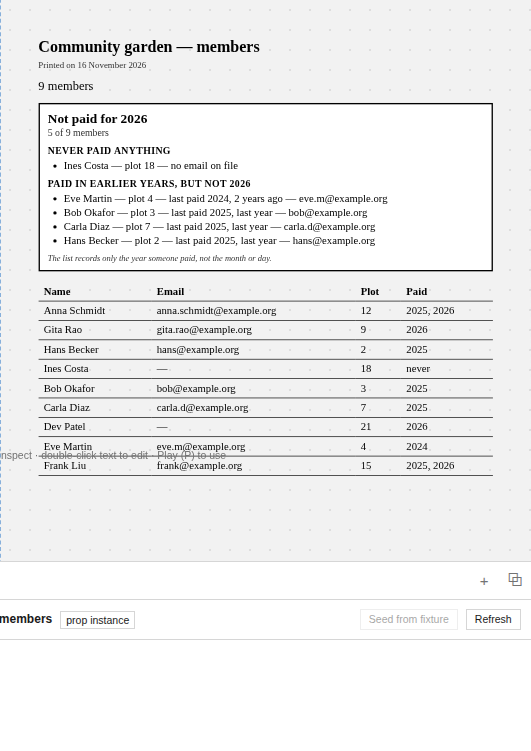 Community garden — members
Printed on 16 November 2026
9 members
Not paid for 2026
5 of 9 members
NEVER PAID ANYTHING
• Ines Costa — plot 18 — no email on file
PAID IN EARLIER YEARS, BUT NOT 2026
• Eve Martin — plot 4 — last paid 2024, 2 years ago — eve.m@example.org
• Bob Okafor — plot 3 — last paid 2025, last year — bob@example.org
• Carla Diaz — plot 7 — last paid 2025, last year — carla.d@example.org
• Hans Becker — plot 2 — last paid 2025, last year — hans@example.org
The list records only the year someone paid, not the month or day.
Name Email Plot Paid
Anna Schmidt anna.schmidt@example.org 12 2025, 2026
Gita Rao gita.rao@example.org 9 2026
Hans Becker hans@example.org 2 2025
Ines Costa — 18 never
Bob Okafor bob@example.org 3 2025
Carla Diaz carla.d@example.org 7 2025
Dev Patel — 21 2026
Eve Martin eve.m@example.org 4 2024
nspect · double-click text to edit · Play (P) to use
Frank Liu frank@example.org 15 2025, 2026
+
members prop instance Seed from fixture Refresh